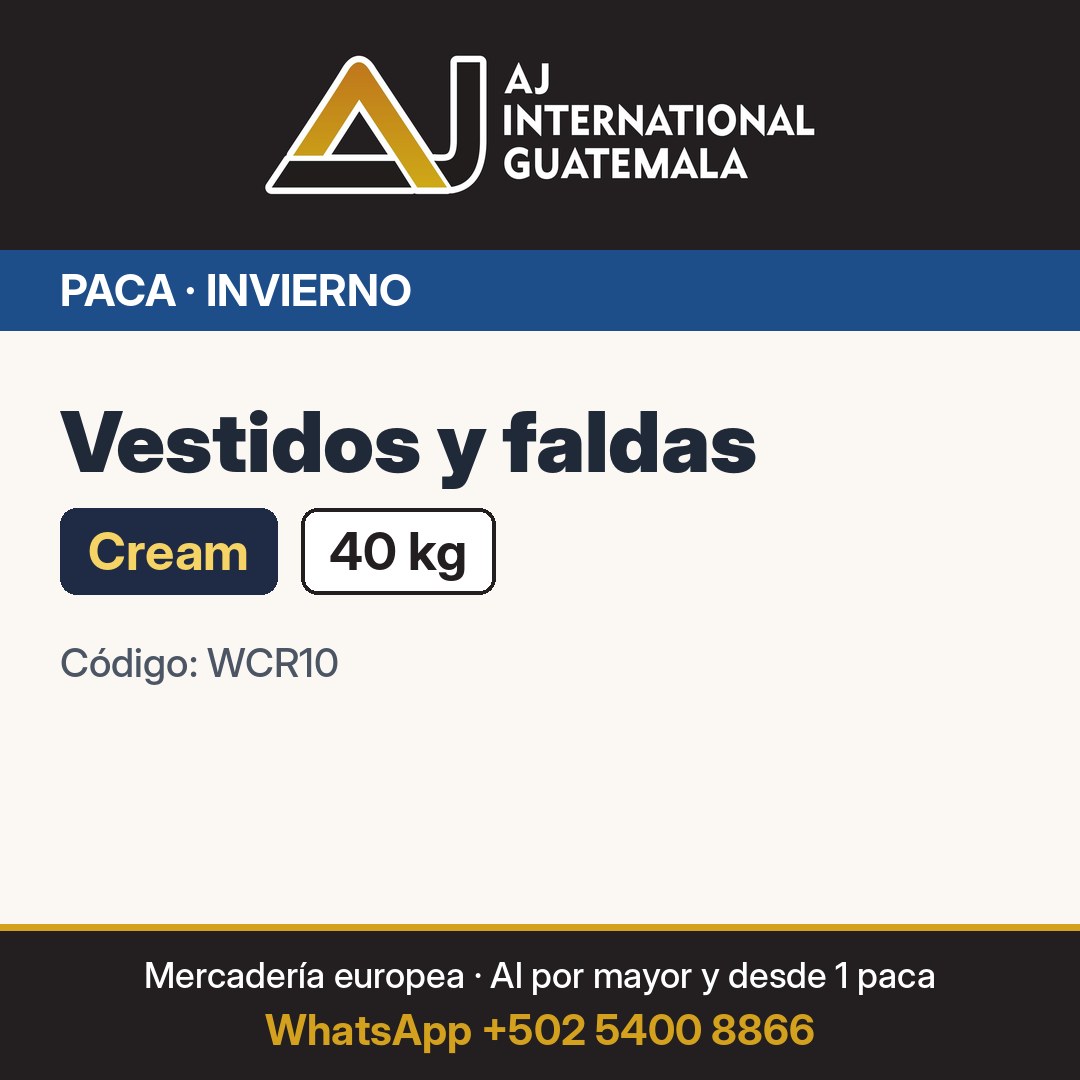 AJ
AJ
INTERNATIONAL
GUATEMALA
PACA · INVIERNO
Vestidos y faldas
Cream
40 kg
Código: WCR10
Mercadería europea · Al por mayor y desde 1 paca
WhatsApp +502 5400 8866